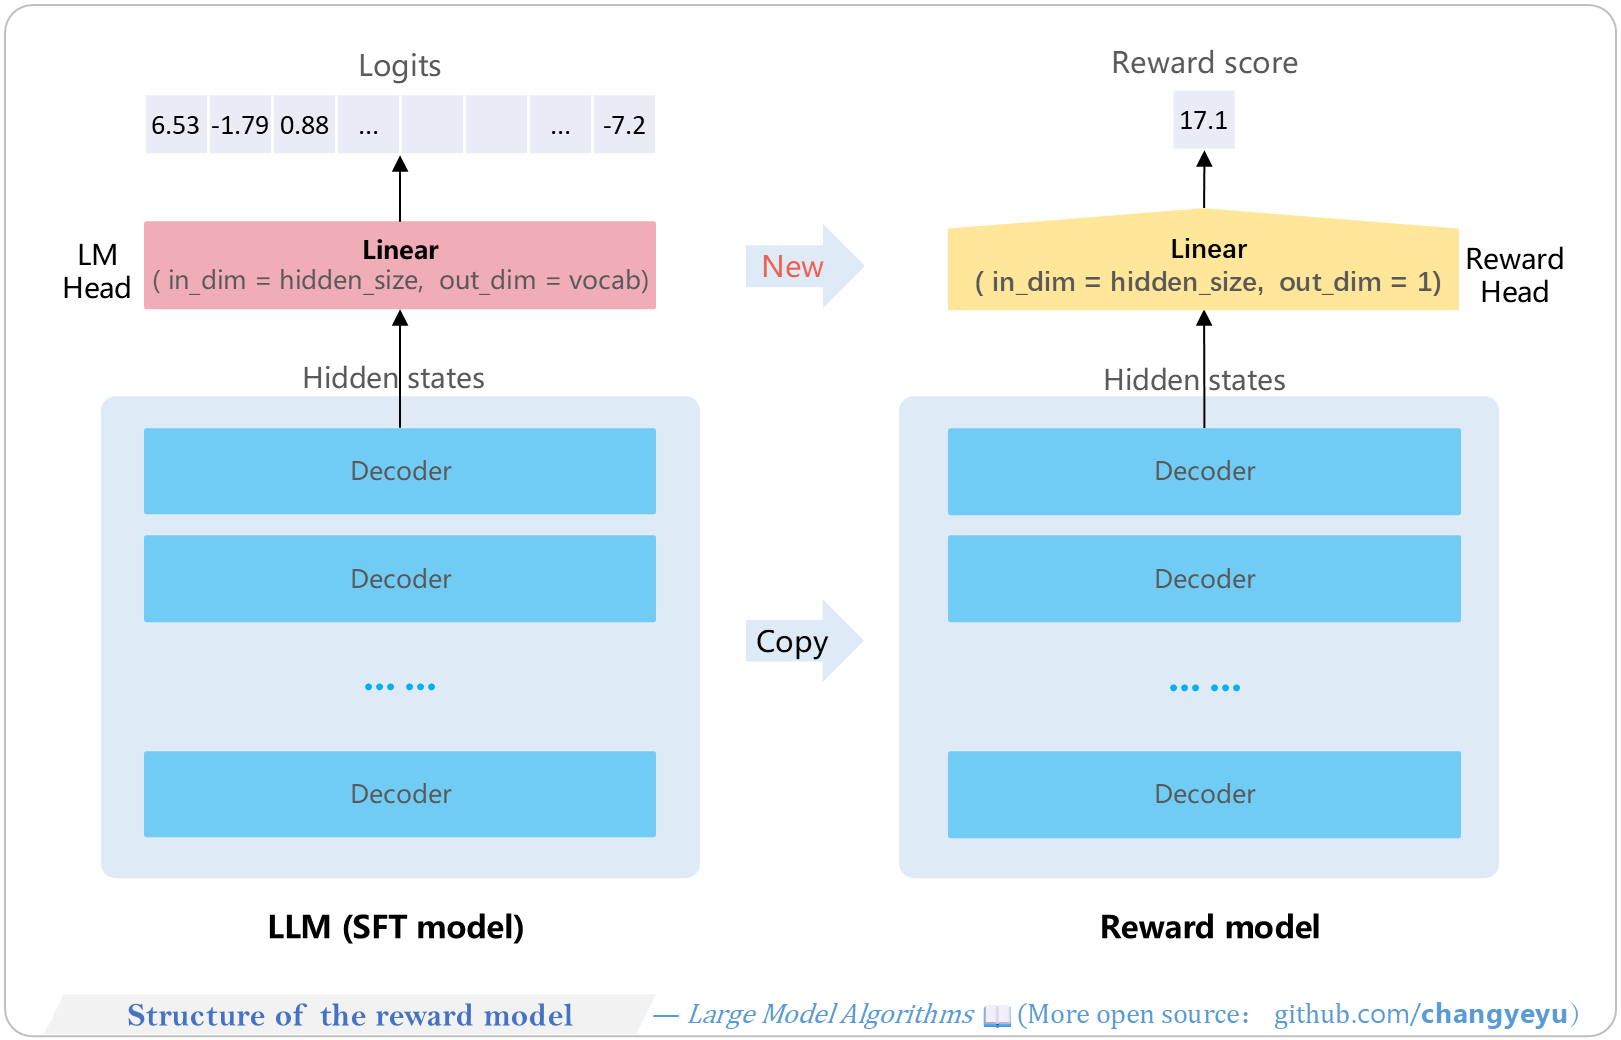 Logits
6.53 -1.79 0.88 ... ... -7.2
LM
Head
Linear
( in_dim = hidden_size, out_dim = vocab)
Hidden states
Decoder
Decoder
... ...
Decoder
LLM (SFT model)
New
Copy
Reward score
17.1
Linear
( in_dim = hidden_size, out_dim = 1)
Reward
Head
Hidden states
Decoder
Decoder
... ...
Decoder
Reward model
Structure of the reward model — Large Model Algorithms 📖 (More open source： github.com/changyeyu)